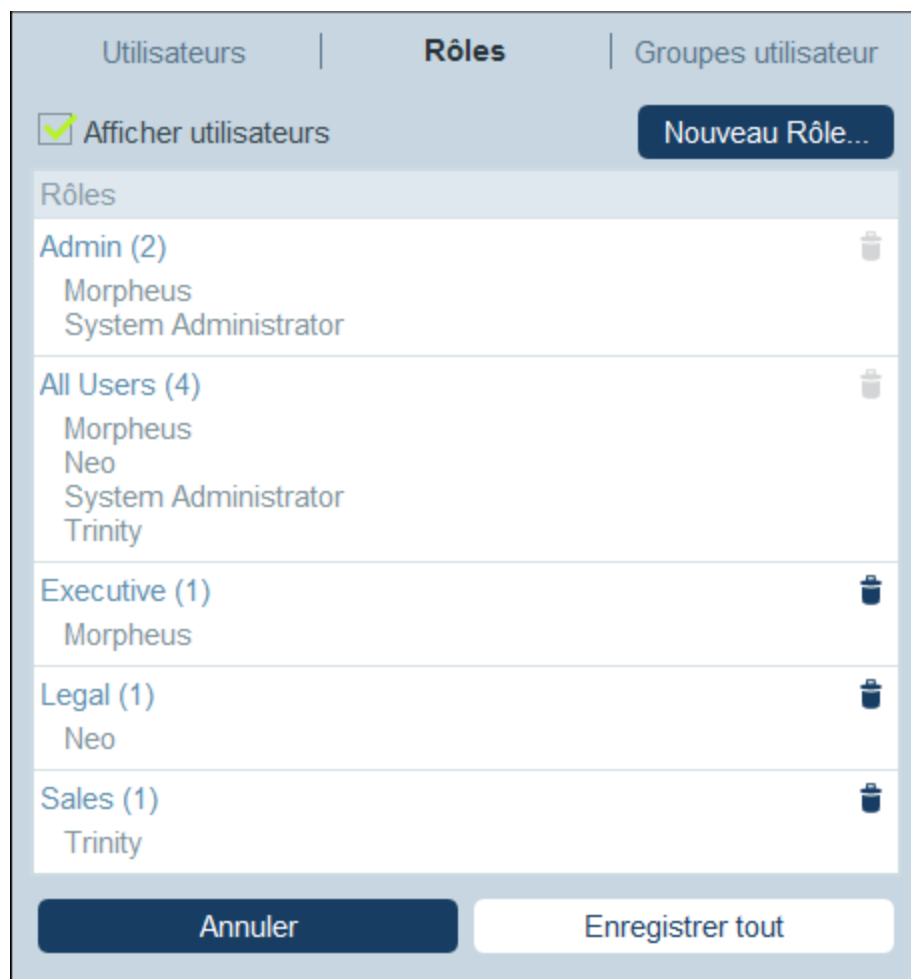 Utilisateurs | Rôles | Groupes utilisateur
Afficher utilisateurs Nouveau Rôle...
Rôles
Admin (2)
Morpheus
System Administrator
All Users (4)
Morpheus
Neo
System Administrator
Trinity
Executive (1)
Morpheus
Legal (1)
Neo
Sales (1)
Trinity
Annuler Enregistrer tout